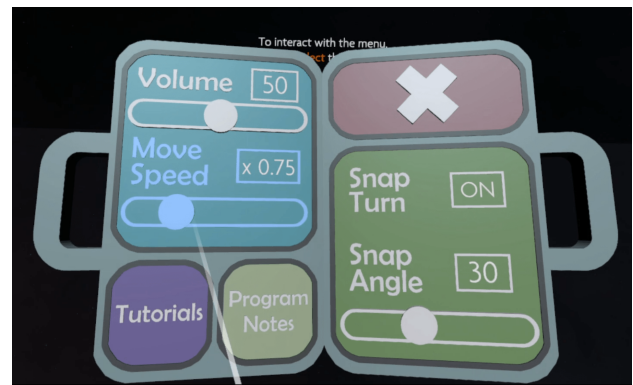 To interact with the menu,
Volume 50
Move
Speed
x 0.75
Snap
Turn
ON
Snap
Angle
30
Tutorials
Program
Notes